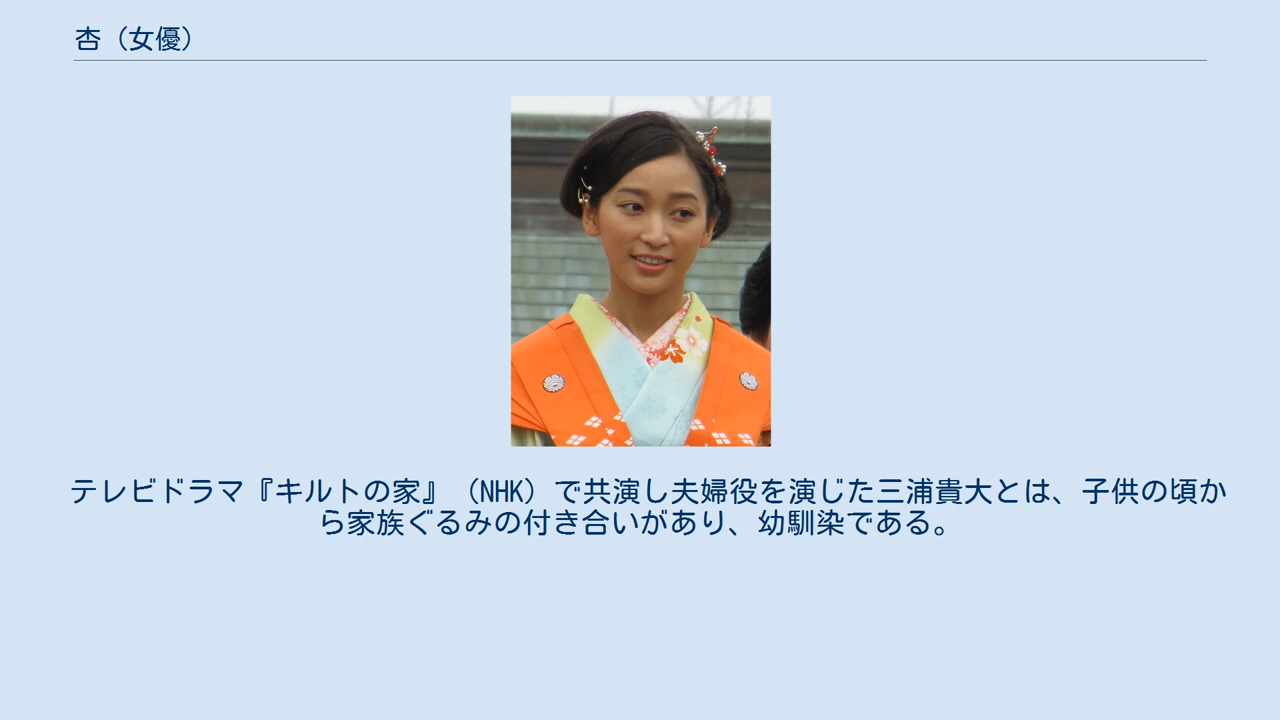 杏（女優）
テレビドラマ『キルトの家』（NHK）で共演し夫婦役を演じた三浦貴大とは、子供の頃か
ら家族ぐるみの付き合いがあり、幼馴染である。